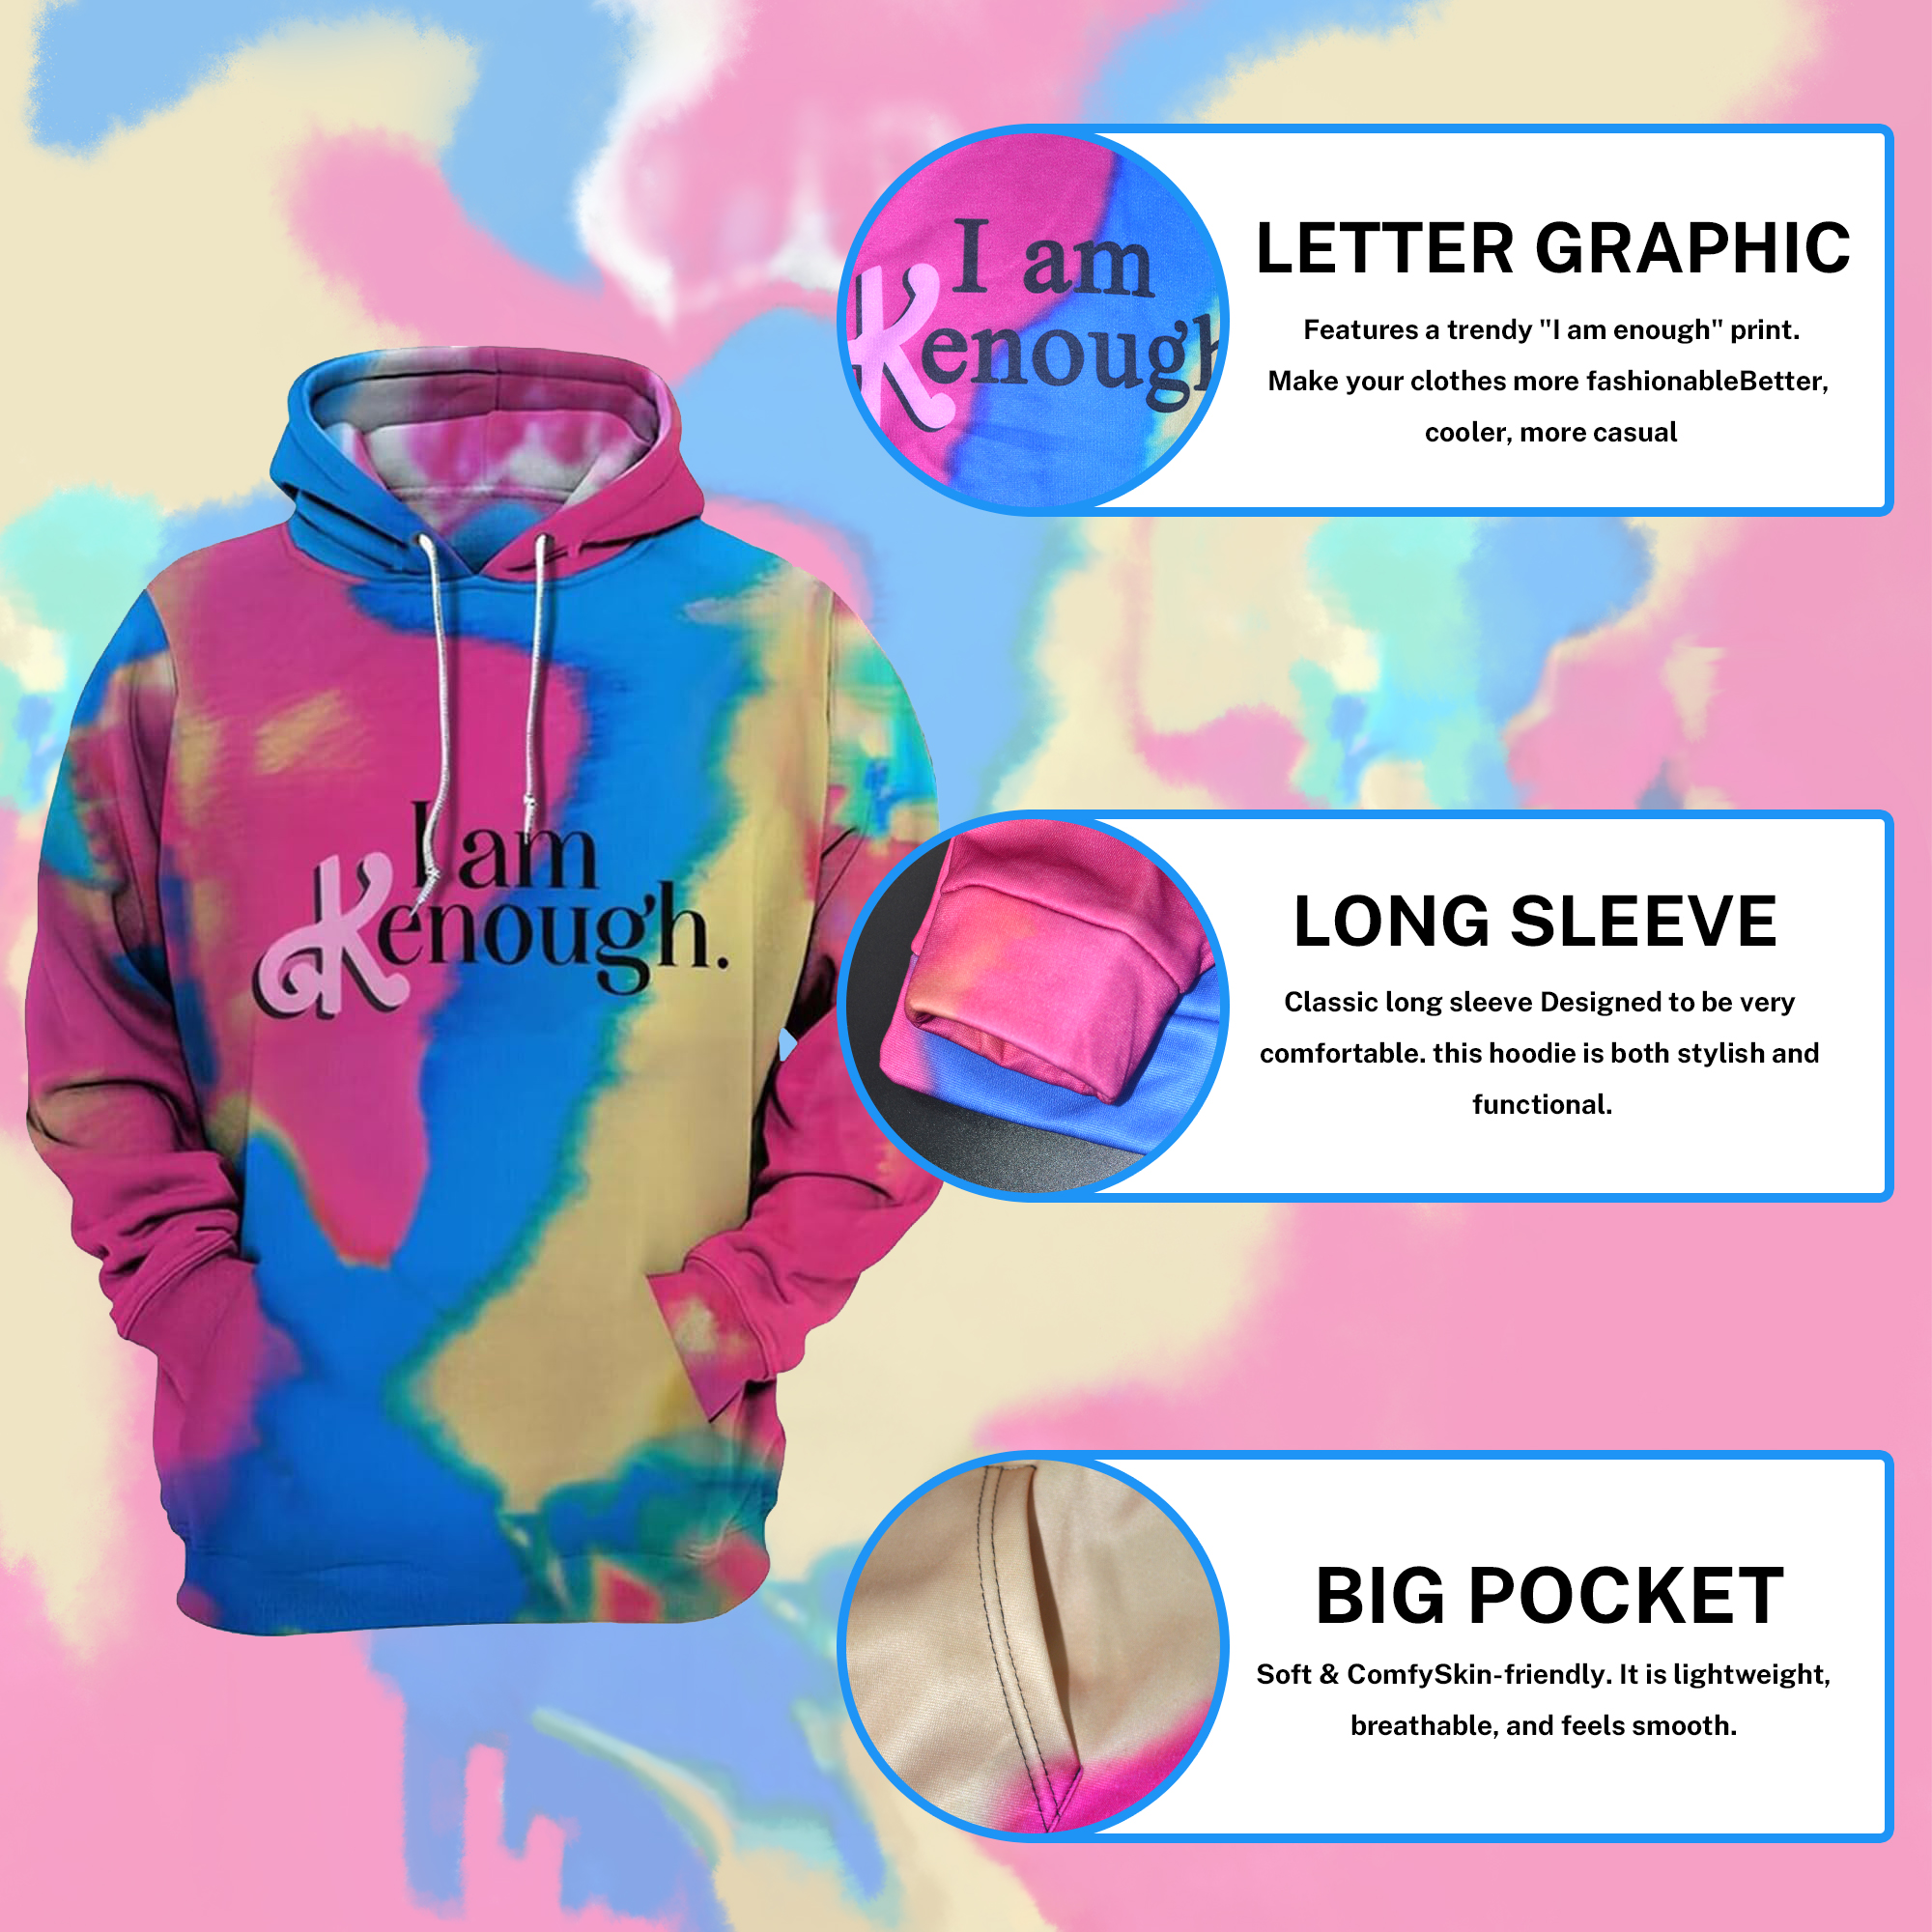 I am
Kenough.
I am
Kenough
LETTER GRAPHIC
Features a trendy "I am enough" print.
Make your clothes more fashionableBetter,
cooler, more casual
LONG SLEEVE
Classic long sleeve Designed to be very
comfortable. this hoodie is both stylish and
functional.
BIG POCKET
Soft & ComfySkin-friendly. It is lightweight,
breathable, and feels smooth.